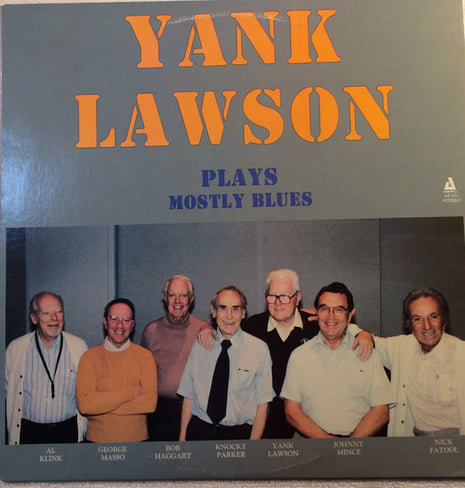 YANK
LAWSON
PLAYS
MOSTLY BLUES
AP-221
STEREO
AL
KLINK
GEORGE
MASSO
BOB
HAGGART
KNOCKY
PARKER
YANK
LAWSON
JOHNNY
MINCE
NICK
FATOOL